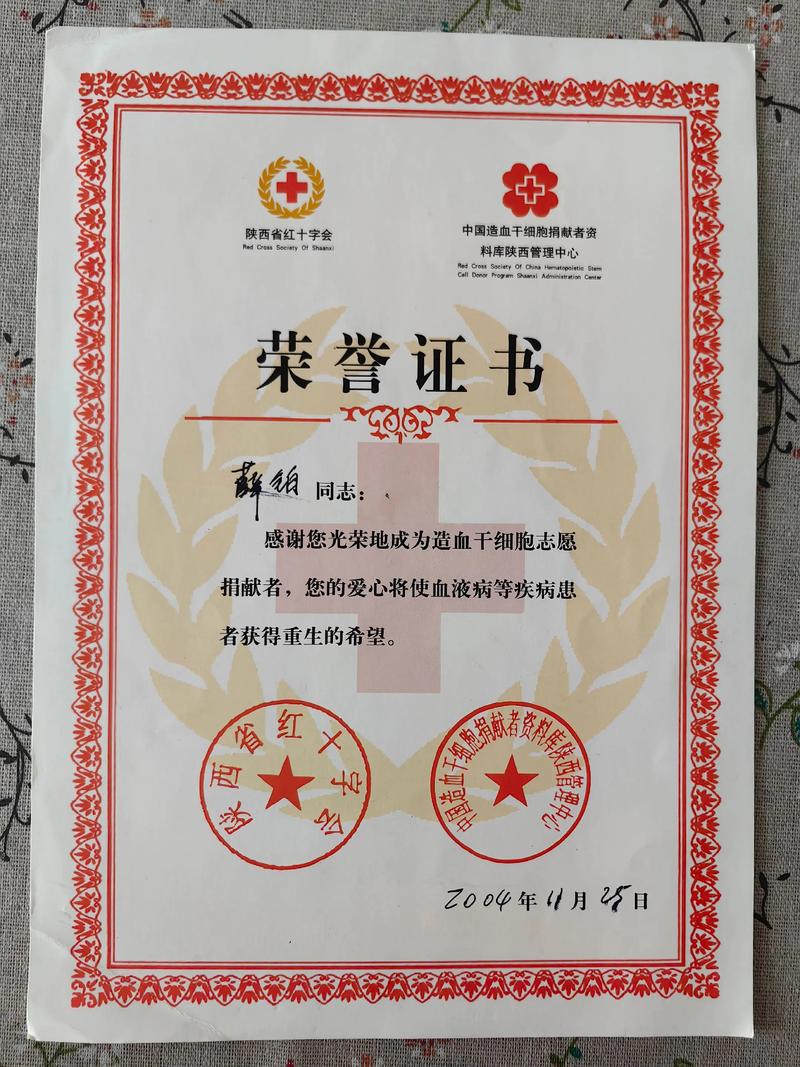 陕西省红十字会
Red Cross Society Of Shaanxi
中国造血干细胞捐献者资
料库陕西管理中心
Red Cross Society Of China Hematopoietic Stem
Cell Donor Program Shaanxi Administration Center
荣誉证书
薛铂 同志：
感谢您光荣地成为造血干细胞志愿
捐献者，您的爱心将使血液病等疾病患
者获得重生的希望。
陕西省红十字会
中国造血干细胞捐献者资料库陕西管理中心
2004年11月25日